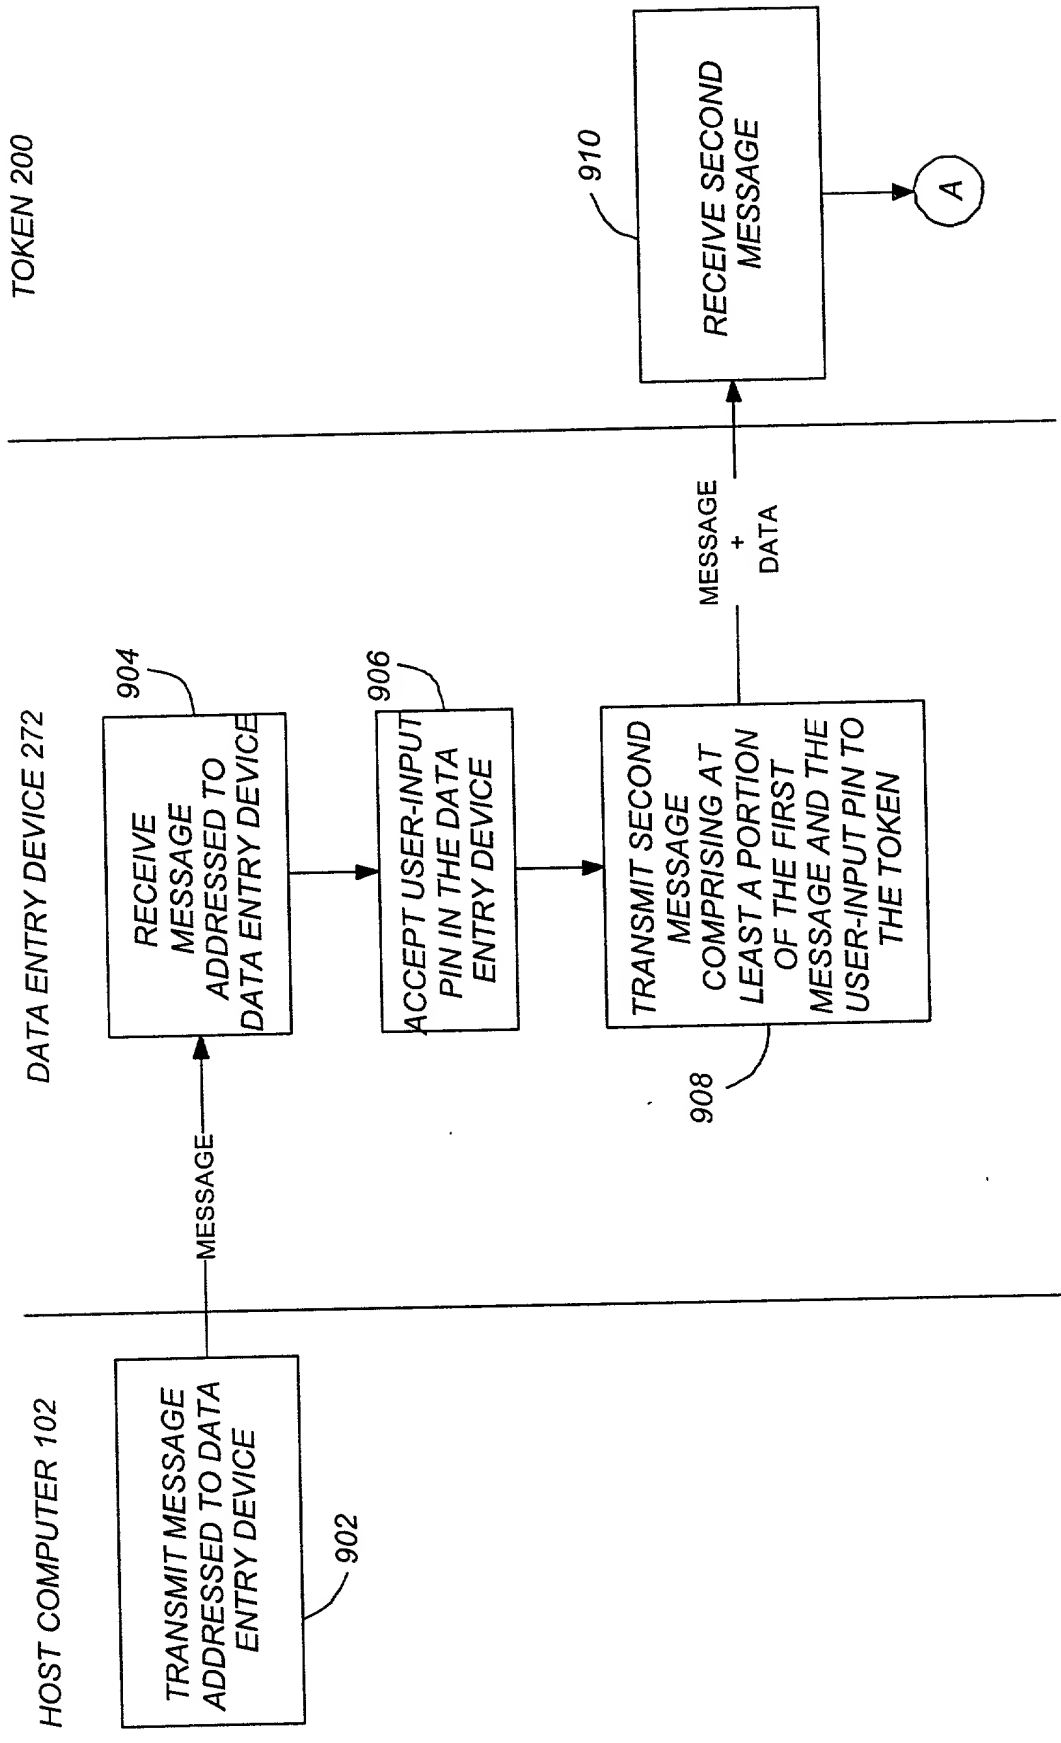 HOST COMPUTER 102
DATA ENTRY DEVICE 272
TOKEN 200
TRANSMIT MESSAGE
ADDRESSED TO DATA
ENTRY DEVICE
902
MESSAGE
904
RECEIVE
MESSAGE
ADDRESSED TO
DATA ENTRY DEVICE
906
ACCEPT USER-INPUT
PIN IN THE DATA
ENTRY DEVICE
908
TRANSMIT SECOND
MESSAGE
COMPRISING AT
LEAST A PORTION
OF THE FIRST
MESSAGE AND THE
USER-INPUT PIN TO
THE TOKEN
MESSAGE
+
DATA
910
RECEIVE SECOND
MESSAGE
A